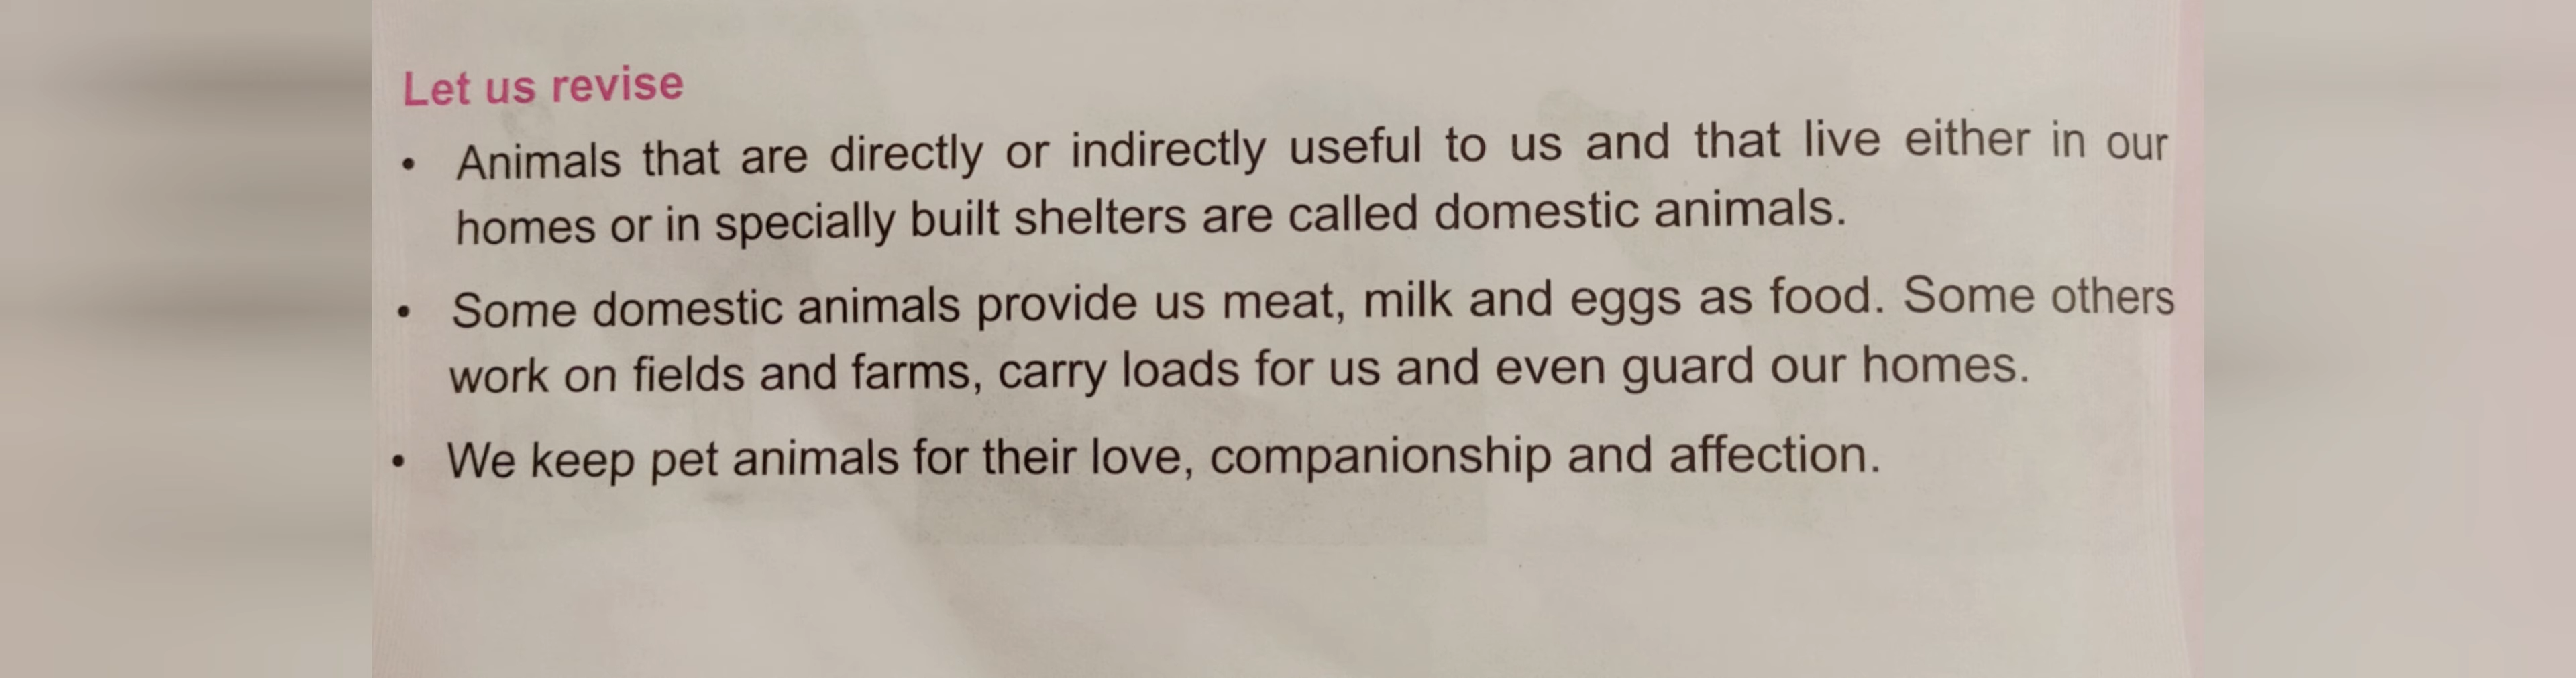 Let us revise
• Animals that are directly or indirectly useful to us and that live either in our
homes or in specially built shelters are called domestic animals.
• Some domestic animals provide us meat, milk and eggs as food. Some others
work on fields and farms, carry loads for us and even guard our homes.
• We keep pet animals for their love, companionship and affection.